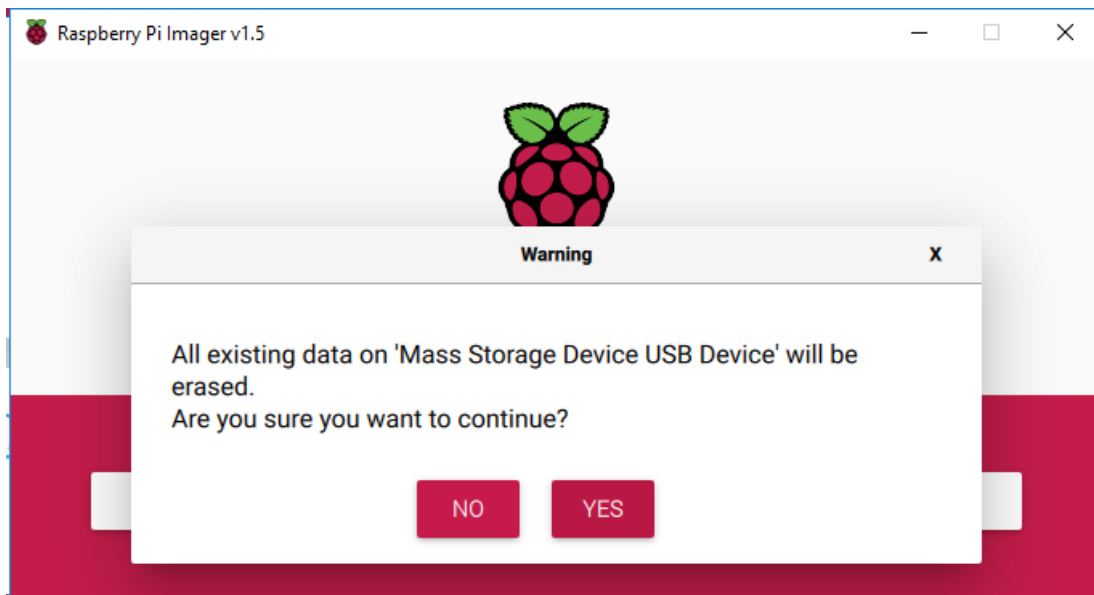 Raspberry Pi Imager v1.5
Warning
X
All existing data on 'Mass Storage Device USB Device' will be
erased.
Are you sure you want to continue?
NO YES